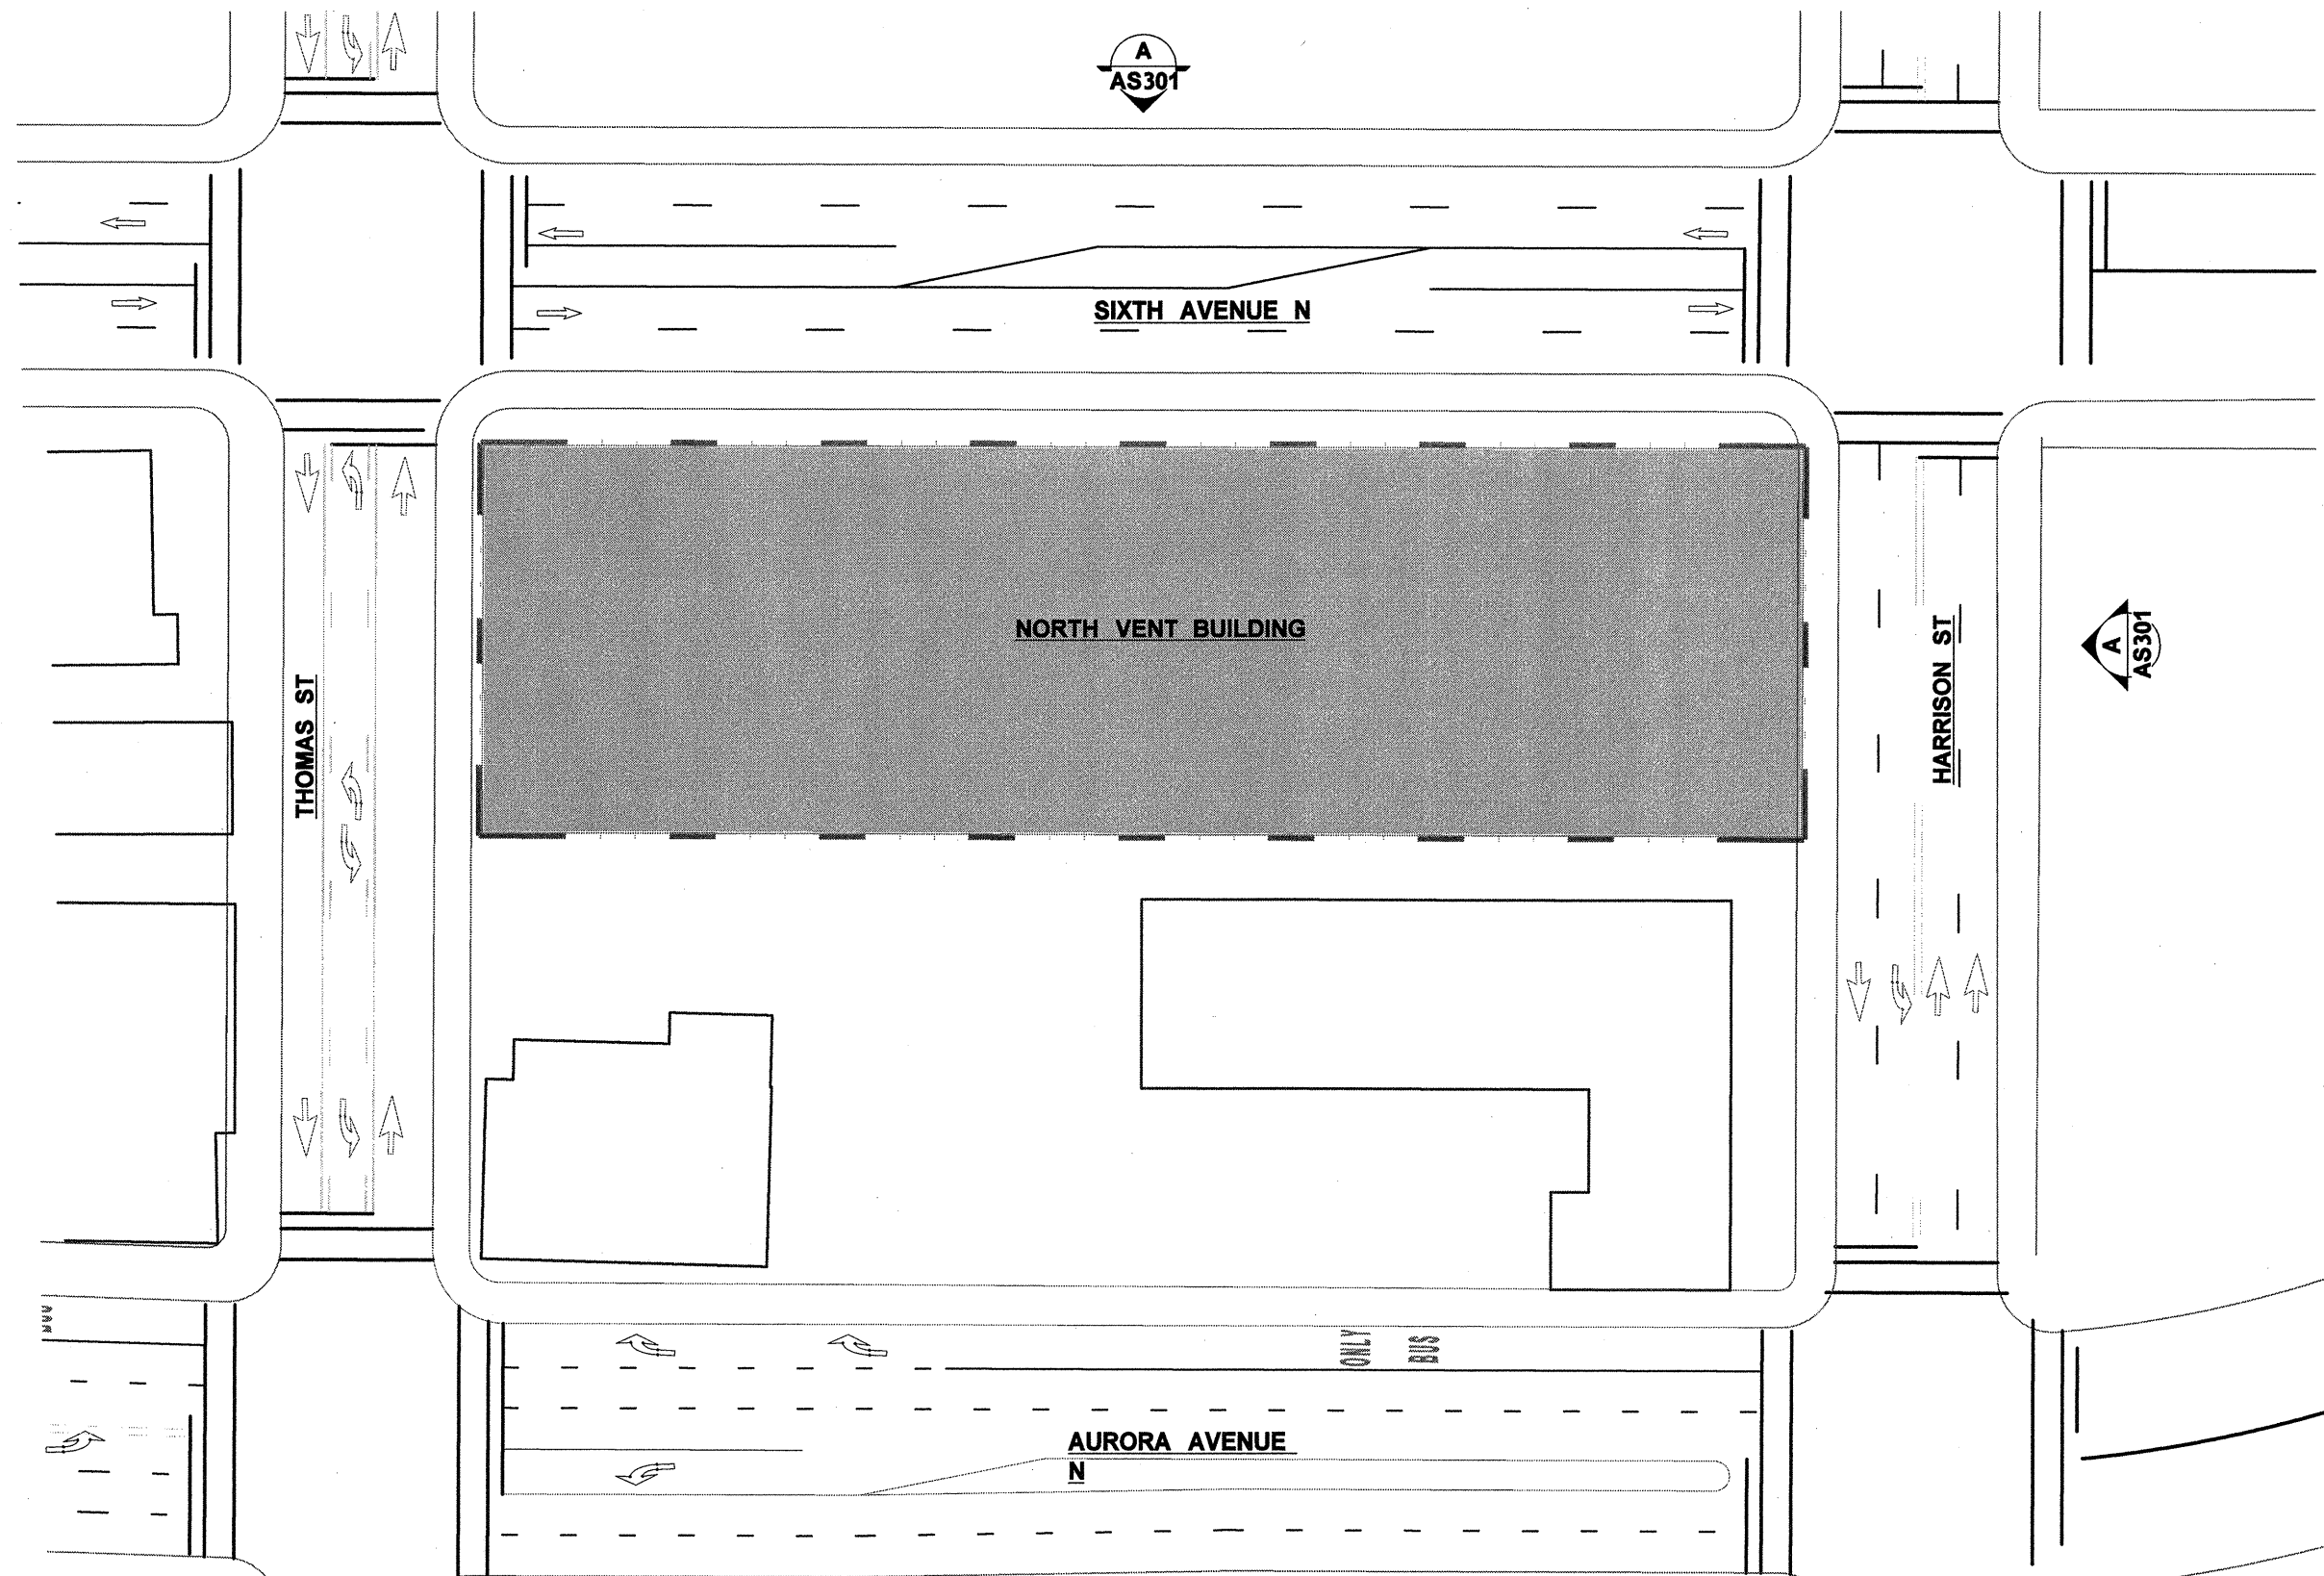 A
AS301
SIXTH AVENUE N
NORTH VENT BUILDING
THOMAS ST
HARRISON ST
A
AS301
ONLY
BUS
AURORA AVENUE
N